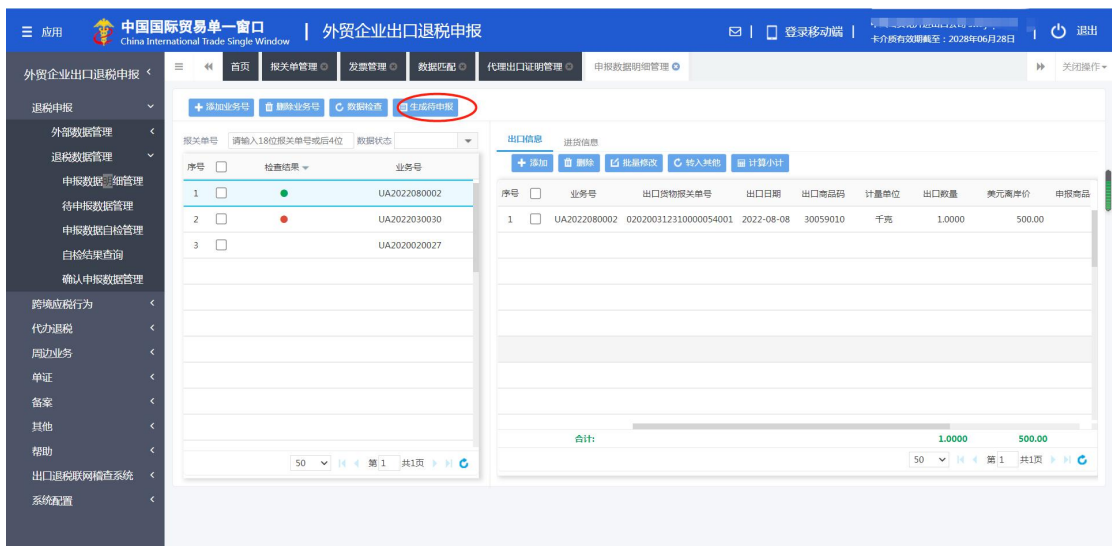 应用
中国国际贸易单一窗口
China International Trade Single Window
外贸企业出口退税申报
登录移动端
卡介质有效期截至：2028年06月28日
退出
外贸企业出口退税申报
首页 报关单管理 发票管理 数据匹配 代理出口证明管理 申报数据明细管理
关闭操作
退税申报
外部数据管理
退税数据管理
申报数据 细管理
待申报数据管理
申报数据自检管理
自检结果查询
确认申报数据管理
跨境应税行为
代办退税
周边业务
单证
备案
其他
帮助
出口退税联网稽查系统
系统配置
添加业务号 删除业务号 数据检查 生成待申报
报关单号 请输入18位报关单号或后4位 数据状态
序号 检查结果 业务号
1 UA2022080002
2 UA2022030030
3 UA2020020027
50 第 1 共1页
出口信息 进货信息
添加 删除 批量修改 转入其他 计算小计
序号 业务号 出口货物报关单号 出口日期 出口商品码 计量单位 出口数量 美元离岸价 申报商品
1 UA2022080002 020200312310000054001 2022-08-08 30059010 千克 1.0000 500.00
合计: 1.0000 500.00
50 第 1 共1页